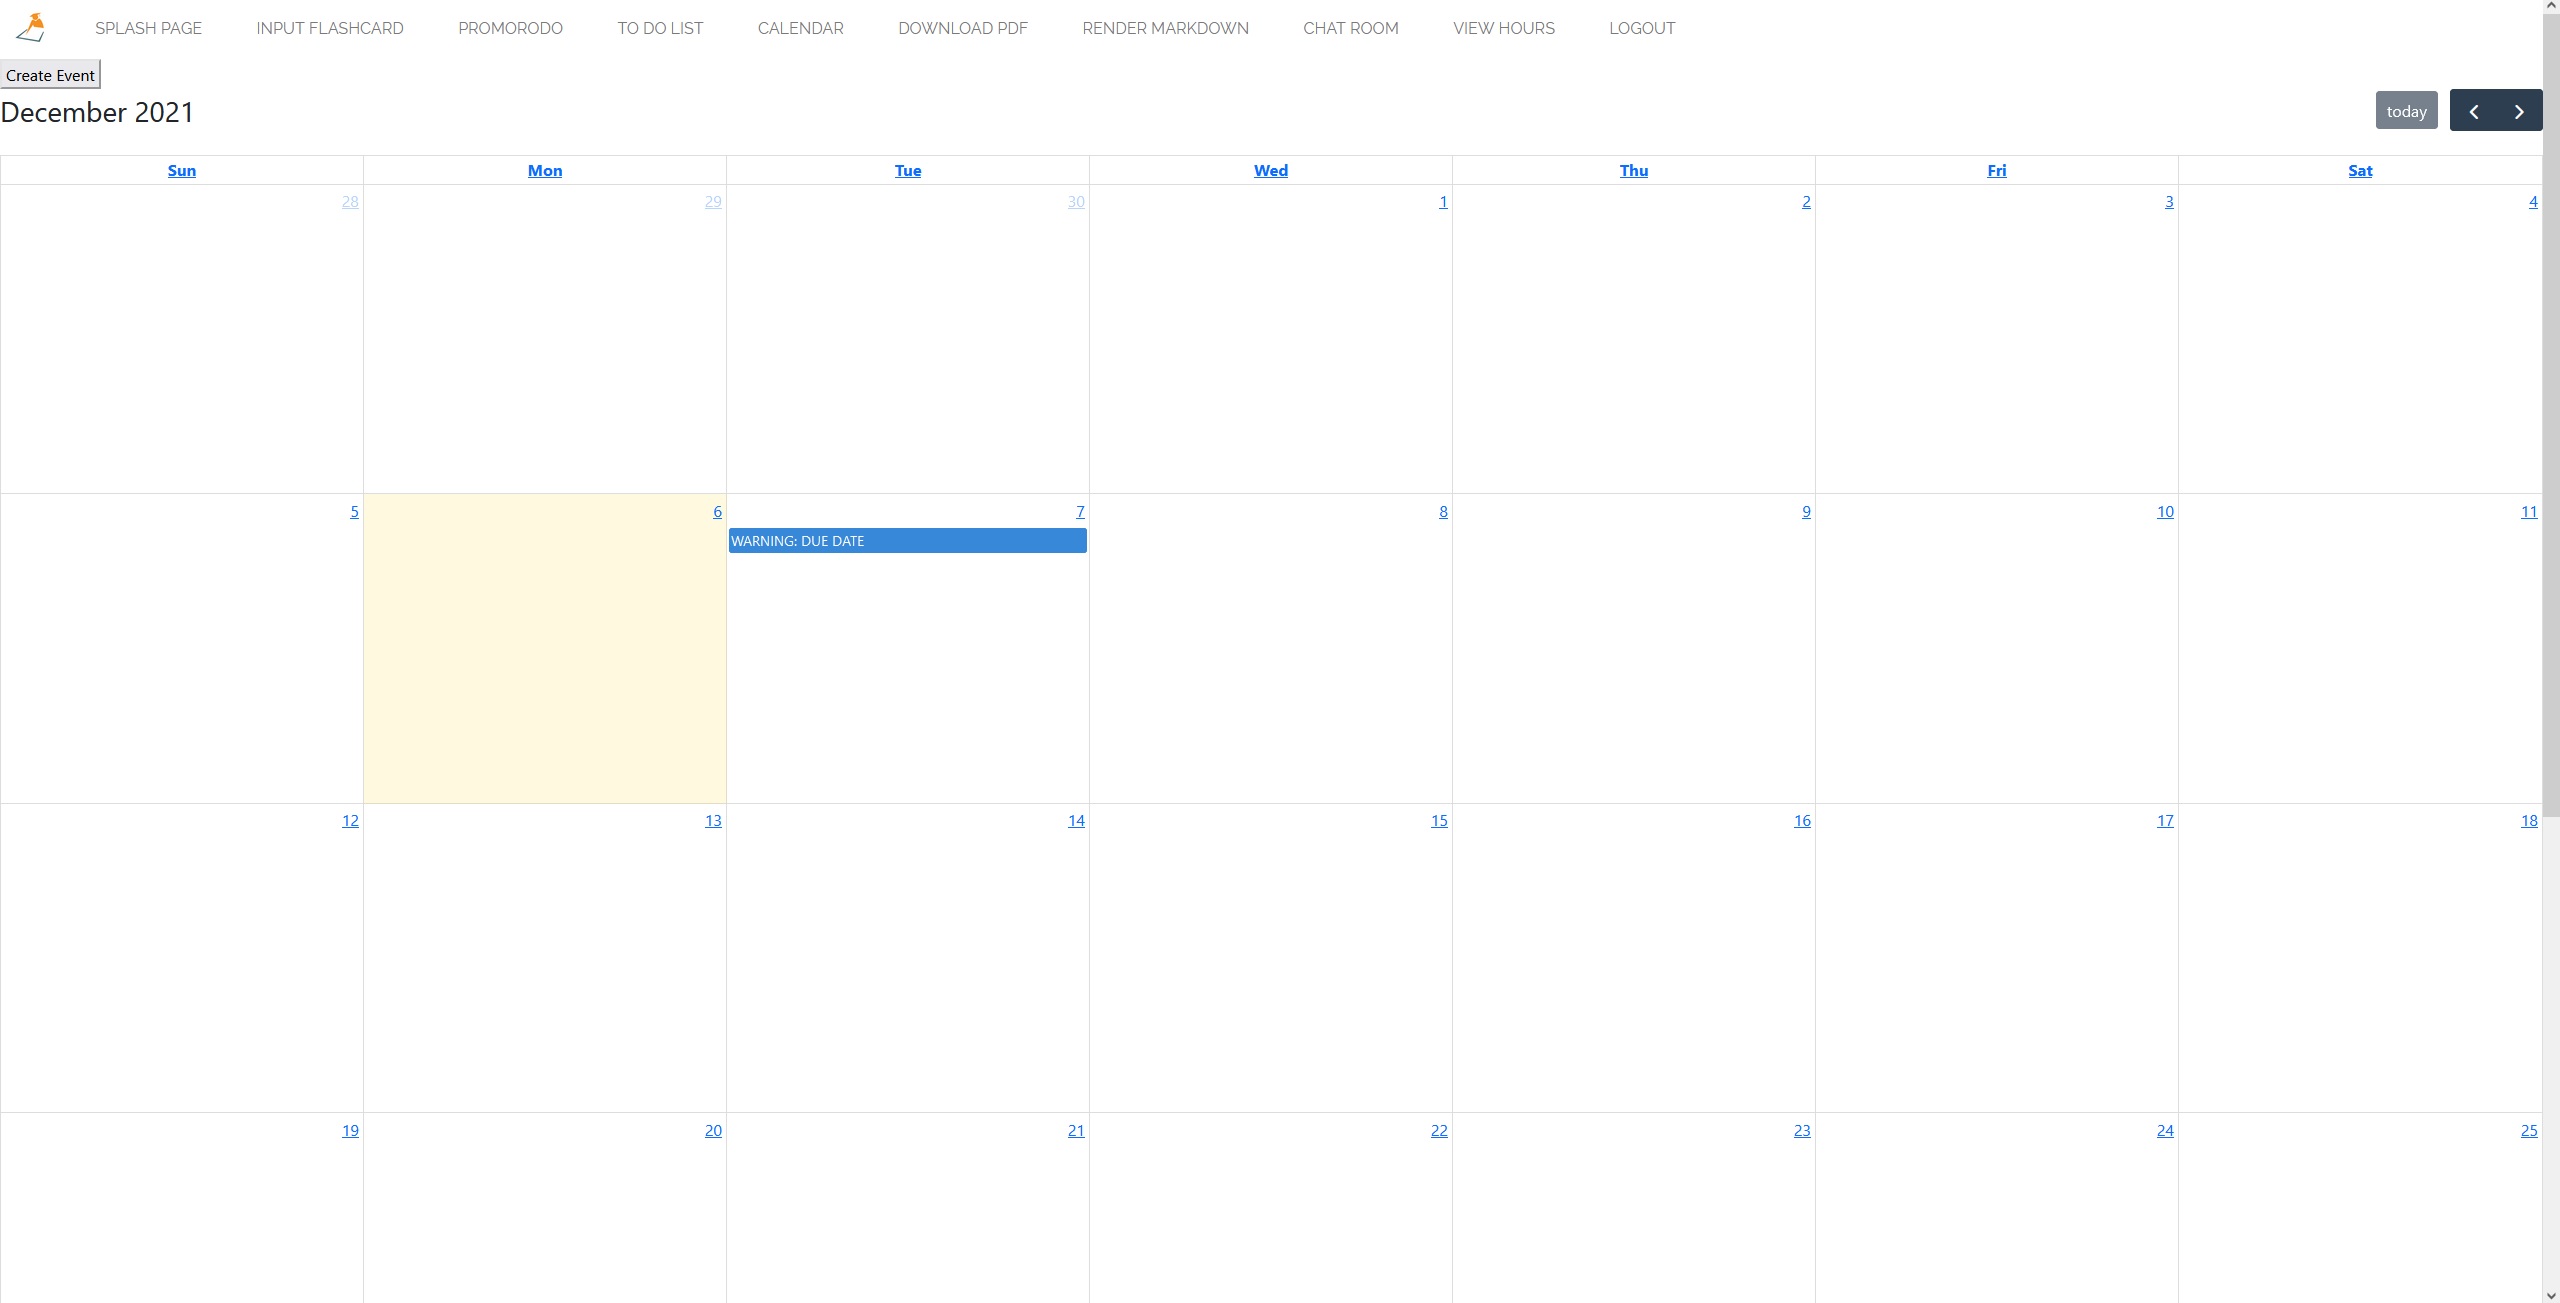 SPLASH PAGE INPUT FLASHCARD PROMORODO TO DO LIST CALENDAR DOWNLOAD PDF RENDER MARKDOWN CHAT ROOM VIEW HOURS LOGOUT
Create Event
December 2021 today
Sun Mon Tue Wed Thu Fri Sat
28 29 30 1 2 3 4
5 6 7 8 9 10 11
WARNING: DUE DATE
12 13 14 15 16 17 18
19 20 21 22 23 24 25